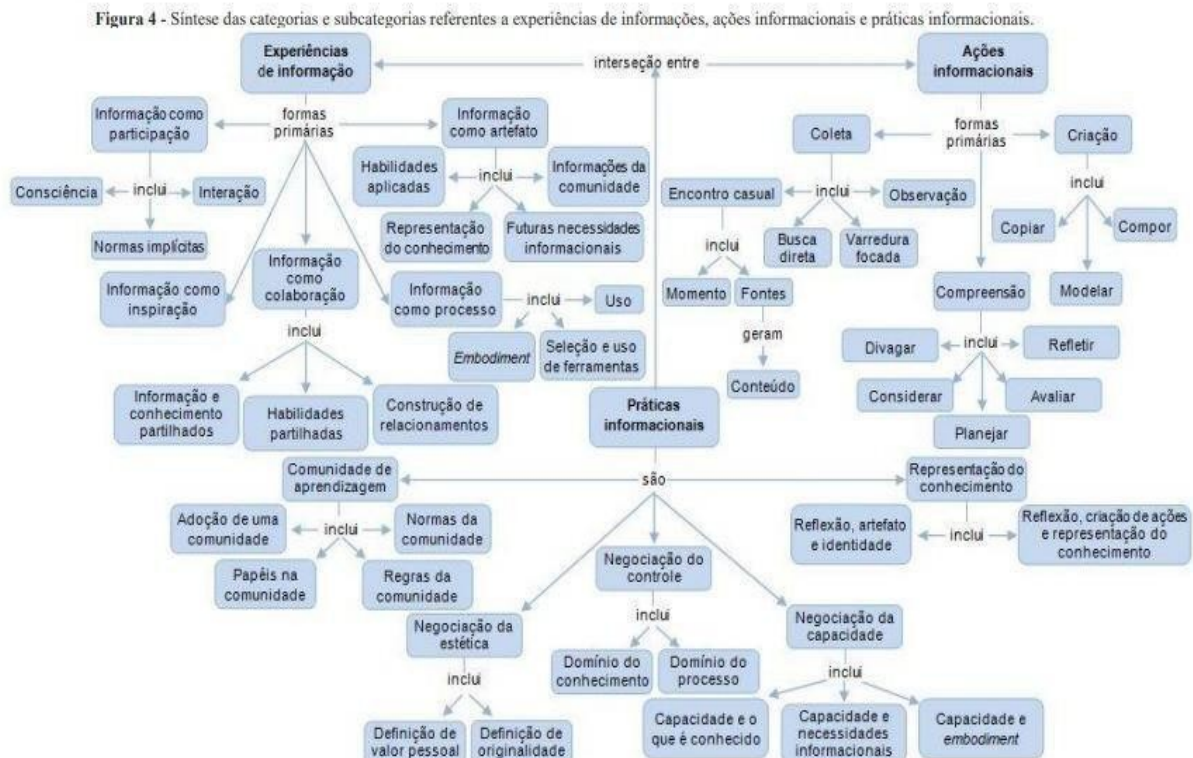 Figura 4 - Síntese das categorias e subcategorias referentes a experiências de informações, ações informacionais e práticas informacionais.
Experiências
de informação
interseção entre
Ações
informacionais
Informação como
participação
formas
primárias
Informação
como artefato
Coleta
formas
primárias
Criação
Consciência
inclui
Interação
Habilidades
aplicadas
inclui
Informações da
comunidade
Encontro casual
inclui
Observação
inclui
Normas implícitas
Representação
do conhecimento
Futuras necessidades
informacionais
inclui
Busca
direta
Varredura
focada
Copiar
Compor
Informação como
inspiração
Informação
como
colaboração
Informação
como processo
inclui
Uso
Momento
Fontes
Compreensão
Modelar
inclui
Embodiment
Seleção e uso
de ferramentas
geram
Conteúdo
Divagar
inclui
Refletir
Informação e
conhecimento
partilhados
Habilidades
partilhadas
Construção de
relacionamentos
Práticas
informacionais
Considerar
Avaliar
Planejar
Comunidade de
aprendizagem
são
Representação do
conhecimento
Adoção de uma
comunidade
inclui
Normas da
comunidade
Reflexão, artefato
e identidade
inclui
Reflexão, criação de ações
e representação do
conhecimento
Papéis na
comunidade
Regras da
comunidade
Negociação do
controle
Negociação da
estética
inclui
Negociação da
capacidade
inclui
Domínio do
conhecimento
Domínio do
processo
inclui
Definição de
valor pessoal
Definição de
originalidade
Capacidade e o
que é conhecido
Capacidade e
necessidades
informacionais
Capacidade e
embodiment